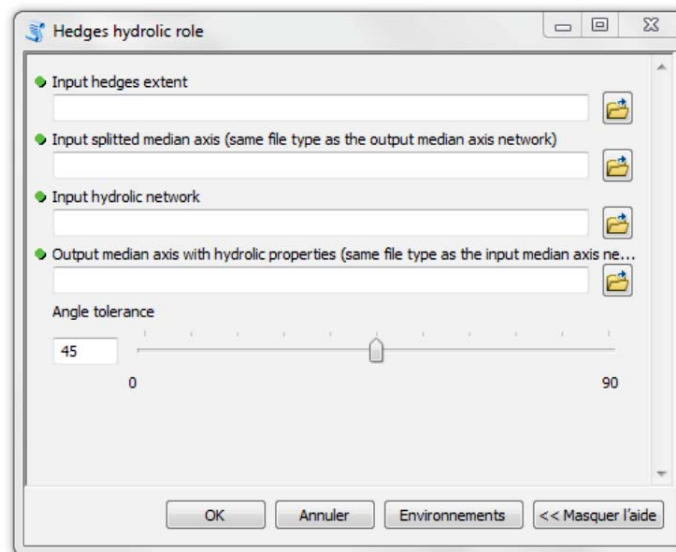 Hedges hydrolic role
Input hedges extent
Input splitted median axis (same file type as the output median axis network)
Input hydrolic network
Output median axis with hydrolic properties (same file type as the input median axis ne...
Angle tolerance
45
0 90
OK Annuler Environnements << Masquer l'aide